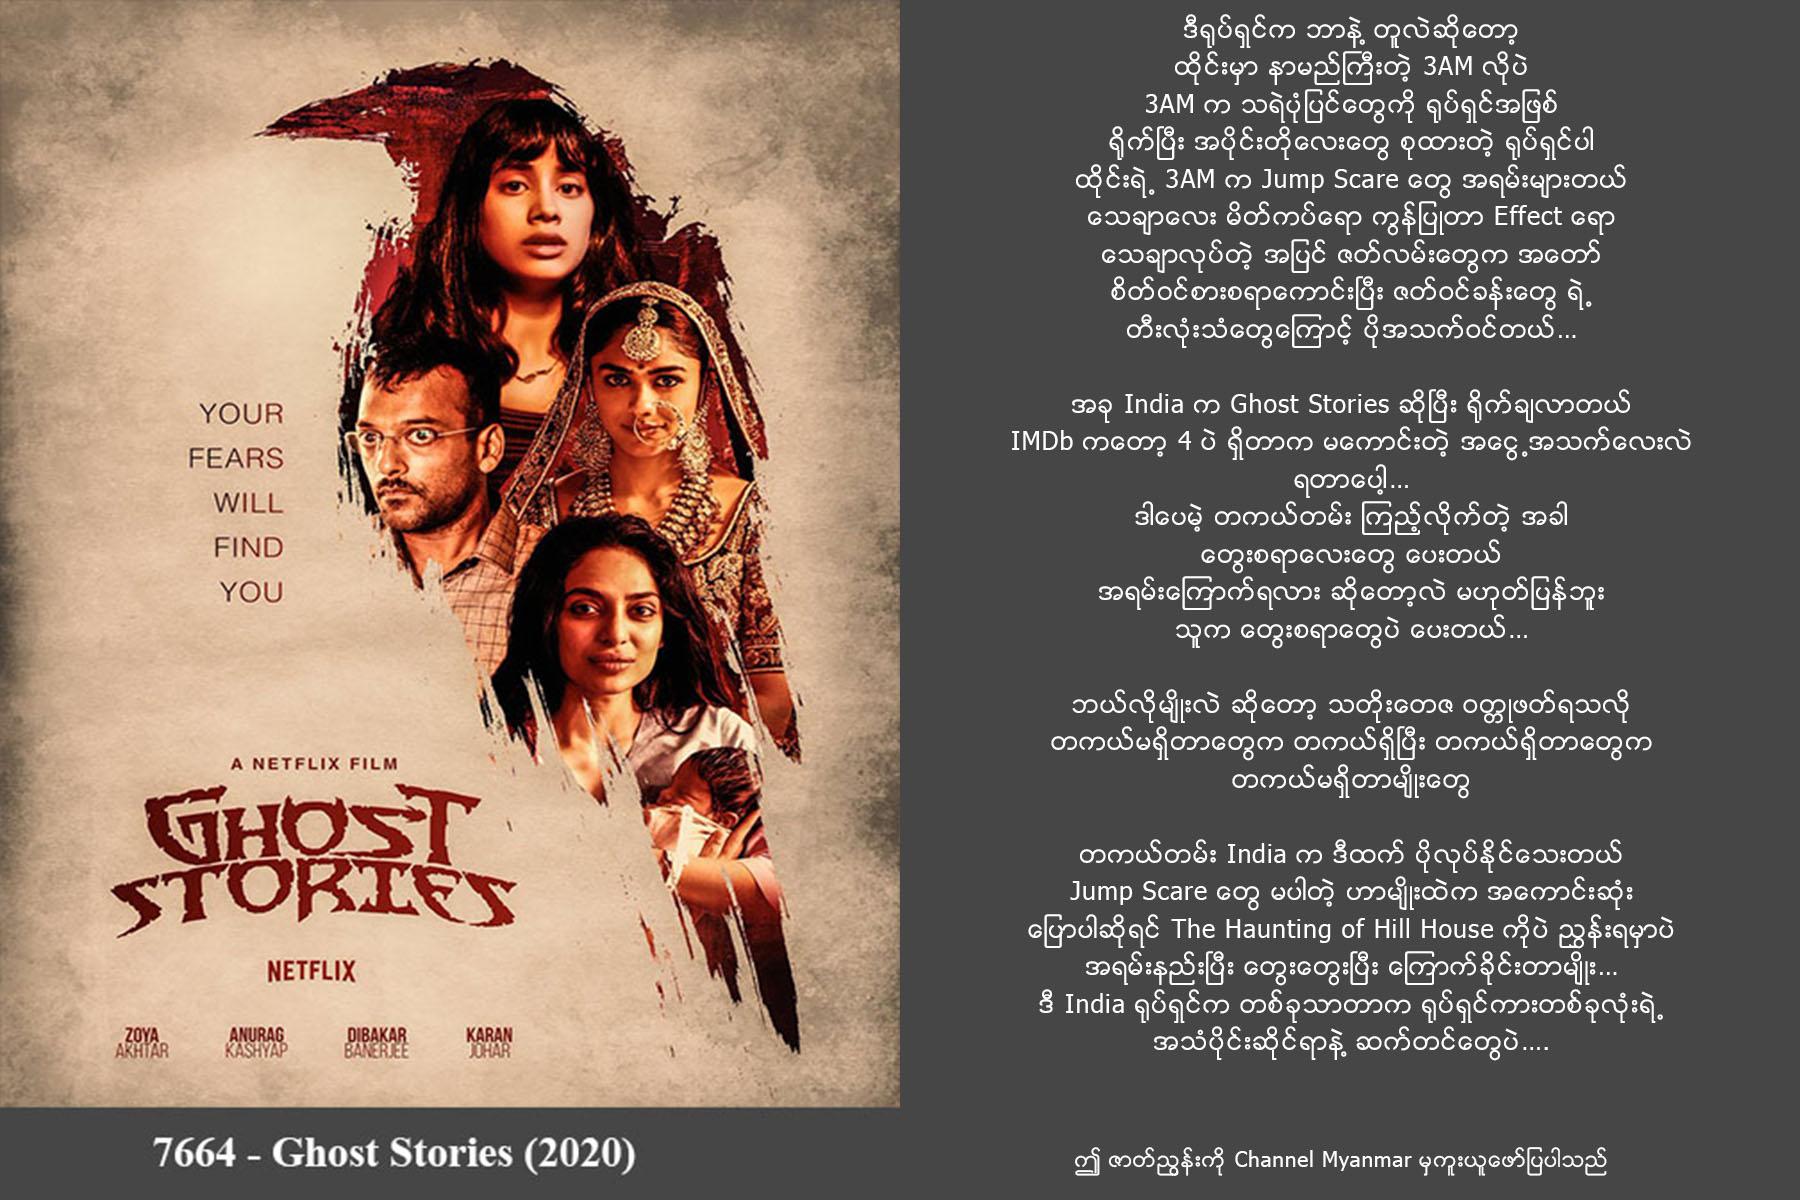 YOUR
FEARS
WILL
FIND
YOU
A NETFLIX FILM
GHOST
STORIES
NETFLIX
ZOYA AKHTAR
ANURAG KASHYAP
DIBAKAR BANERJEE
KARAN JOHAR
7664 - Ghost Stories (2020)
ဒီရုပ်ရှင်က ဘာနဲ့ တူလဲဆိုတော့
ထိုင်းမှာ နာမည်ကြီးတဲ့ 3AM လိုပဲ
3AM က သရဲပုံပြင်တွေကို ရုပ်ရှင်အဖြစ်
ရိုက်ပြီး အပိုင်းတိုလေးတွေ စုထားတဲ့ ရုပ်ရှင်ပါ
ထိုင်းရဲ့ 3AM က Jump Scare တွေ အရမ်းများတယ်
သေချာလေး မိတ်ကပ်ရော ကွန်ပြုတာ Effect ရော
သေချာလုပ်တဲ့ အပြင် ဇတ်လမ်းတွေက အတော်
စိတ်ဝင်စားစရာကောင်းပြီး ဇတ်ဝင်ခန်းတွေ ရဲ့
တီးလုံးသံတွေကြောင့် ပိုအသက်ဝင်တယ်...
အခု India က Ghost Stories ဆိုပြီး ရိုက်ချလာတယ်
IMDb ကတော့ 4 ပဲ ရှိတာက မကောင်းတဲ့ အငွေ့အသက်လေးလဲ
ရတာပေါ့...
ဒါပေမဲ့ တကယ်တမ်း ကြည့်လိုက်တဲ့ အခါ
တွေးစရာလေးတွေ ပေးတယ်
အရမ်းကြောက်ရလား ဆိုတော့လဲ မဟုတ်ပြန်ဘူး
သူက တွေးစရာတွေပဲ ပေးတယ်...
ဘယ်လိုမျိုးလဲ ဆိုတော့ သတိုးတေဇ ဝတ္တုဖတ်ရသလို
တကယ်မရှိတာတွေက တကယ်ရှိပြီး တကယ်ရှိတာတွေက
တကယ်မရှိတာမျိုးတွေ
တကယ်တမ်း India က ဒီထက် ပိုလုပ်နိုင်သေးတယ်
Jump Scare တွေ မပါတဲ့ ဟာမျိုးထဲက အကောင်းဆုံး
ပြောပါဆိုရင် The Haunting of Hill House ကိုပဲ ညွှန်းရမှာပဲ
အရမ်းနည်းပြီး တွေးတွေးပြီး ကြောက်ခိုင်းတာမျိုး...
ဒီ India ရုပ်ရှင်က တစ်ခုသာတာက ရုပ်ရှင်ကားတစ်ခုလုံးရဲ့
အသံပိုင်းဆိုင်ရာနဲ့ ဆက်တင်တွေပဲ....
ဤ ဇာတ်ညွှန်းကို Channel Myanmar မှကူးယူဖော်ပြပါသည်